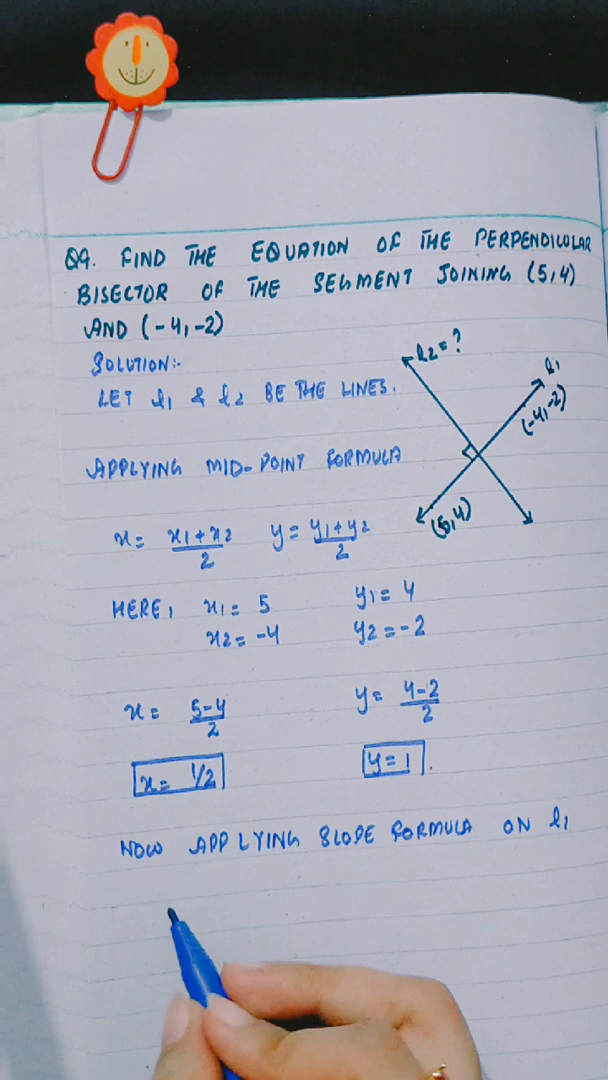 Q9. FIND THE EQUATION OF THE PERPENDICULAR
BISECTOR OF THE SEGMENT JOINING (5,4)
AND (-4,-2)
SOLUTION:-
LET l1 & l2 BE THE LINES.
l2=?
l1
(-4,-2)
(5,4)
APPLYING MID-POINT FORMULA
x= x1+x2/2 y= y1+y2/2
HERE, x1= 5 y1= 4
x2= -4 y2= -2
x= 5-4/2 y= 4-2/2
x= 1/2 y= 1.
NOW APPLYING SLOPE FORMULA ON l1